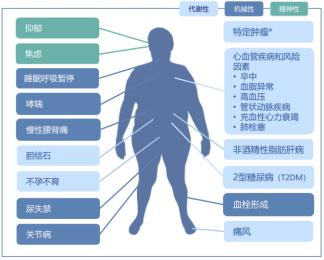 代谢性 机械性 精神性
抑郁
焦虑
睡眠呼吸暂停
哮喘
慢性腰背痛
胆结石
不孕不育
尿失禁
关节病
特定肿瘤*
心血管疾病和风险
因素
• 卒中
• 血脂异常
• 高血压
• 管状动脉疾病
• 充血性心力衰竭
• 肺栓塞
非酒精性脂肪肝病
2型糖尿病（T2DM）
血栓形成
痛风